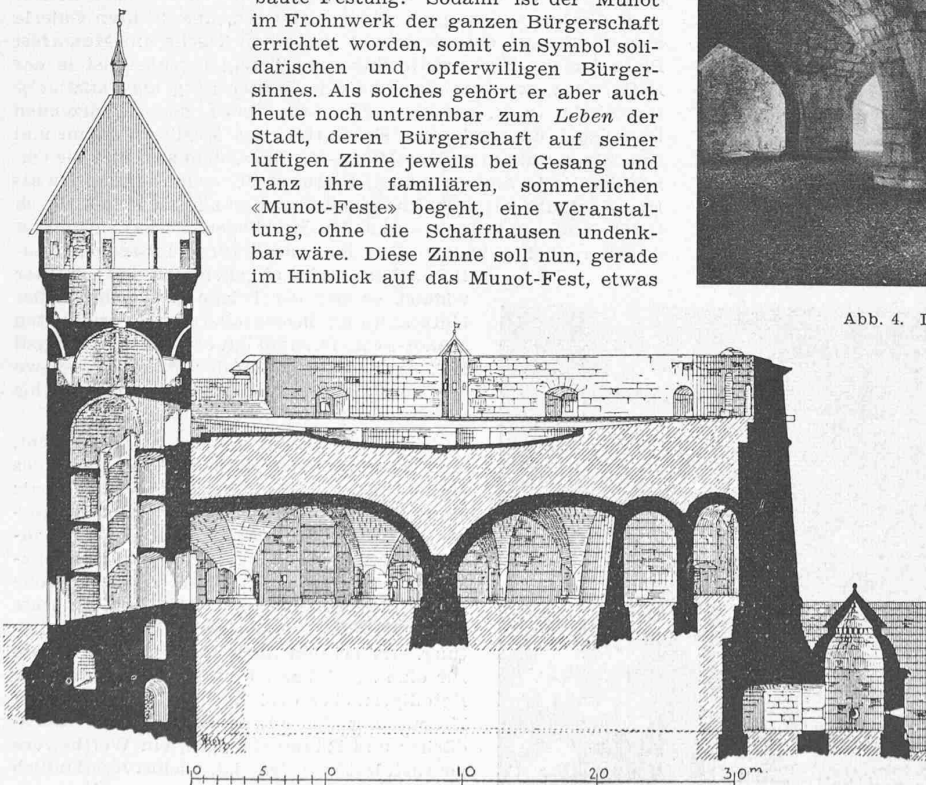 baute Festung. Sodann ist der Munot
im Frohnwerk der ganzen Bürgerschaft
errichtet worden, somit ein Symbol soli-
darischen und opferwilligen Bürger-
sinnes. Als solches gehört er aber auch
heute noch untrennbar zum Leben der
Stadt, deren Bürgerschaft auf seiner
luftigen Zinne jeweils bei Gesang und
Tanz ihre familiären, sommerlichen
«Munot-Feste» begeht, eine Veranstal-
tung, ohne die Schaffhausen undenk-
bar wäre. Diese Zinne soll nun, gerade
im Hinblick auf das Munot-Fest, etwas
Abb. 4.
10 5 0 10 20 30 m